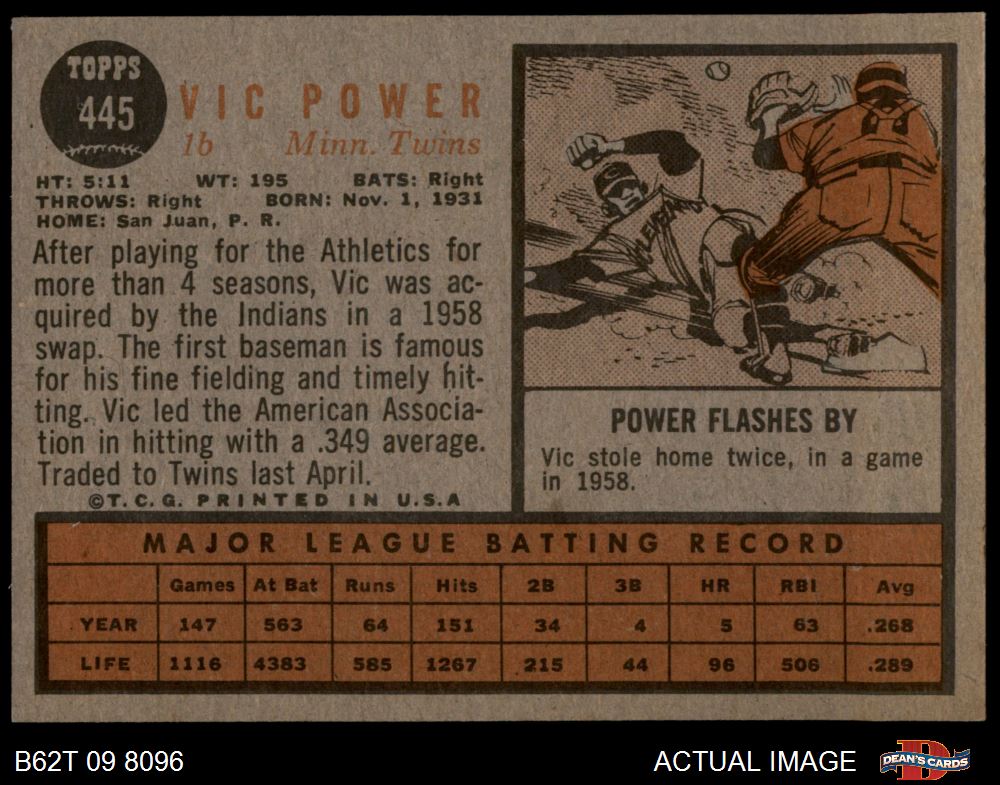 TOPPS
445
VIC POWER
1b Minn. Twins
HT: 5:11 WT: 195 BATS: Right
THROWS: Right BORN: Nov. 1, 1931
HOME: San Juan, P. R.
After playing for the Athletics for
more than 4 seasons, Vic was ac-
quired by the Indians in a 1958
swap. The first baseman is famous
for his fine fielding and timely hit-
ting. Vic led the American Associa-
tion in hitting with a .349 average.
Traded to Twins last April.
©T.C.G. PRINTED IN U.S.A
C
CLEVELAND
POWER FLASHES BY
Vic stole home twice, in a game
in 1958.
MAJOR LEAGUE BATTING RECORD
Games At Bat Runs Hits 2B 3B HR RBI Avg
YEAR 147 563 64 151 34 4 5 63 .268
LIFE 1116 4383 585 1267 215 44 96 506 .289
B62T 09 8096 ACTUAL IMAGE D DEAN'S CARDS